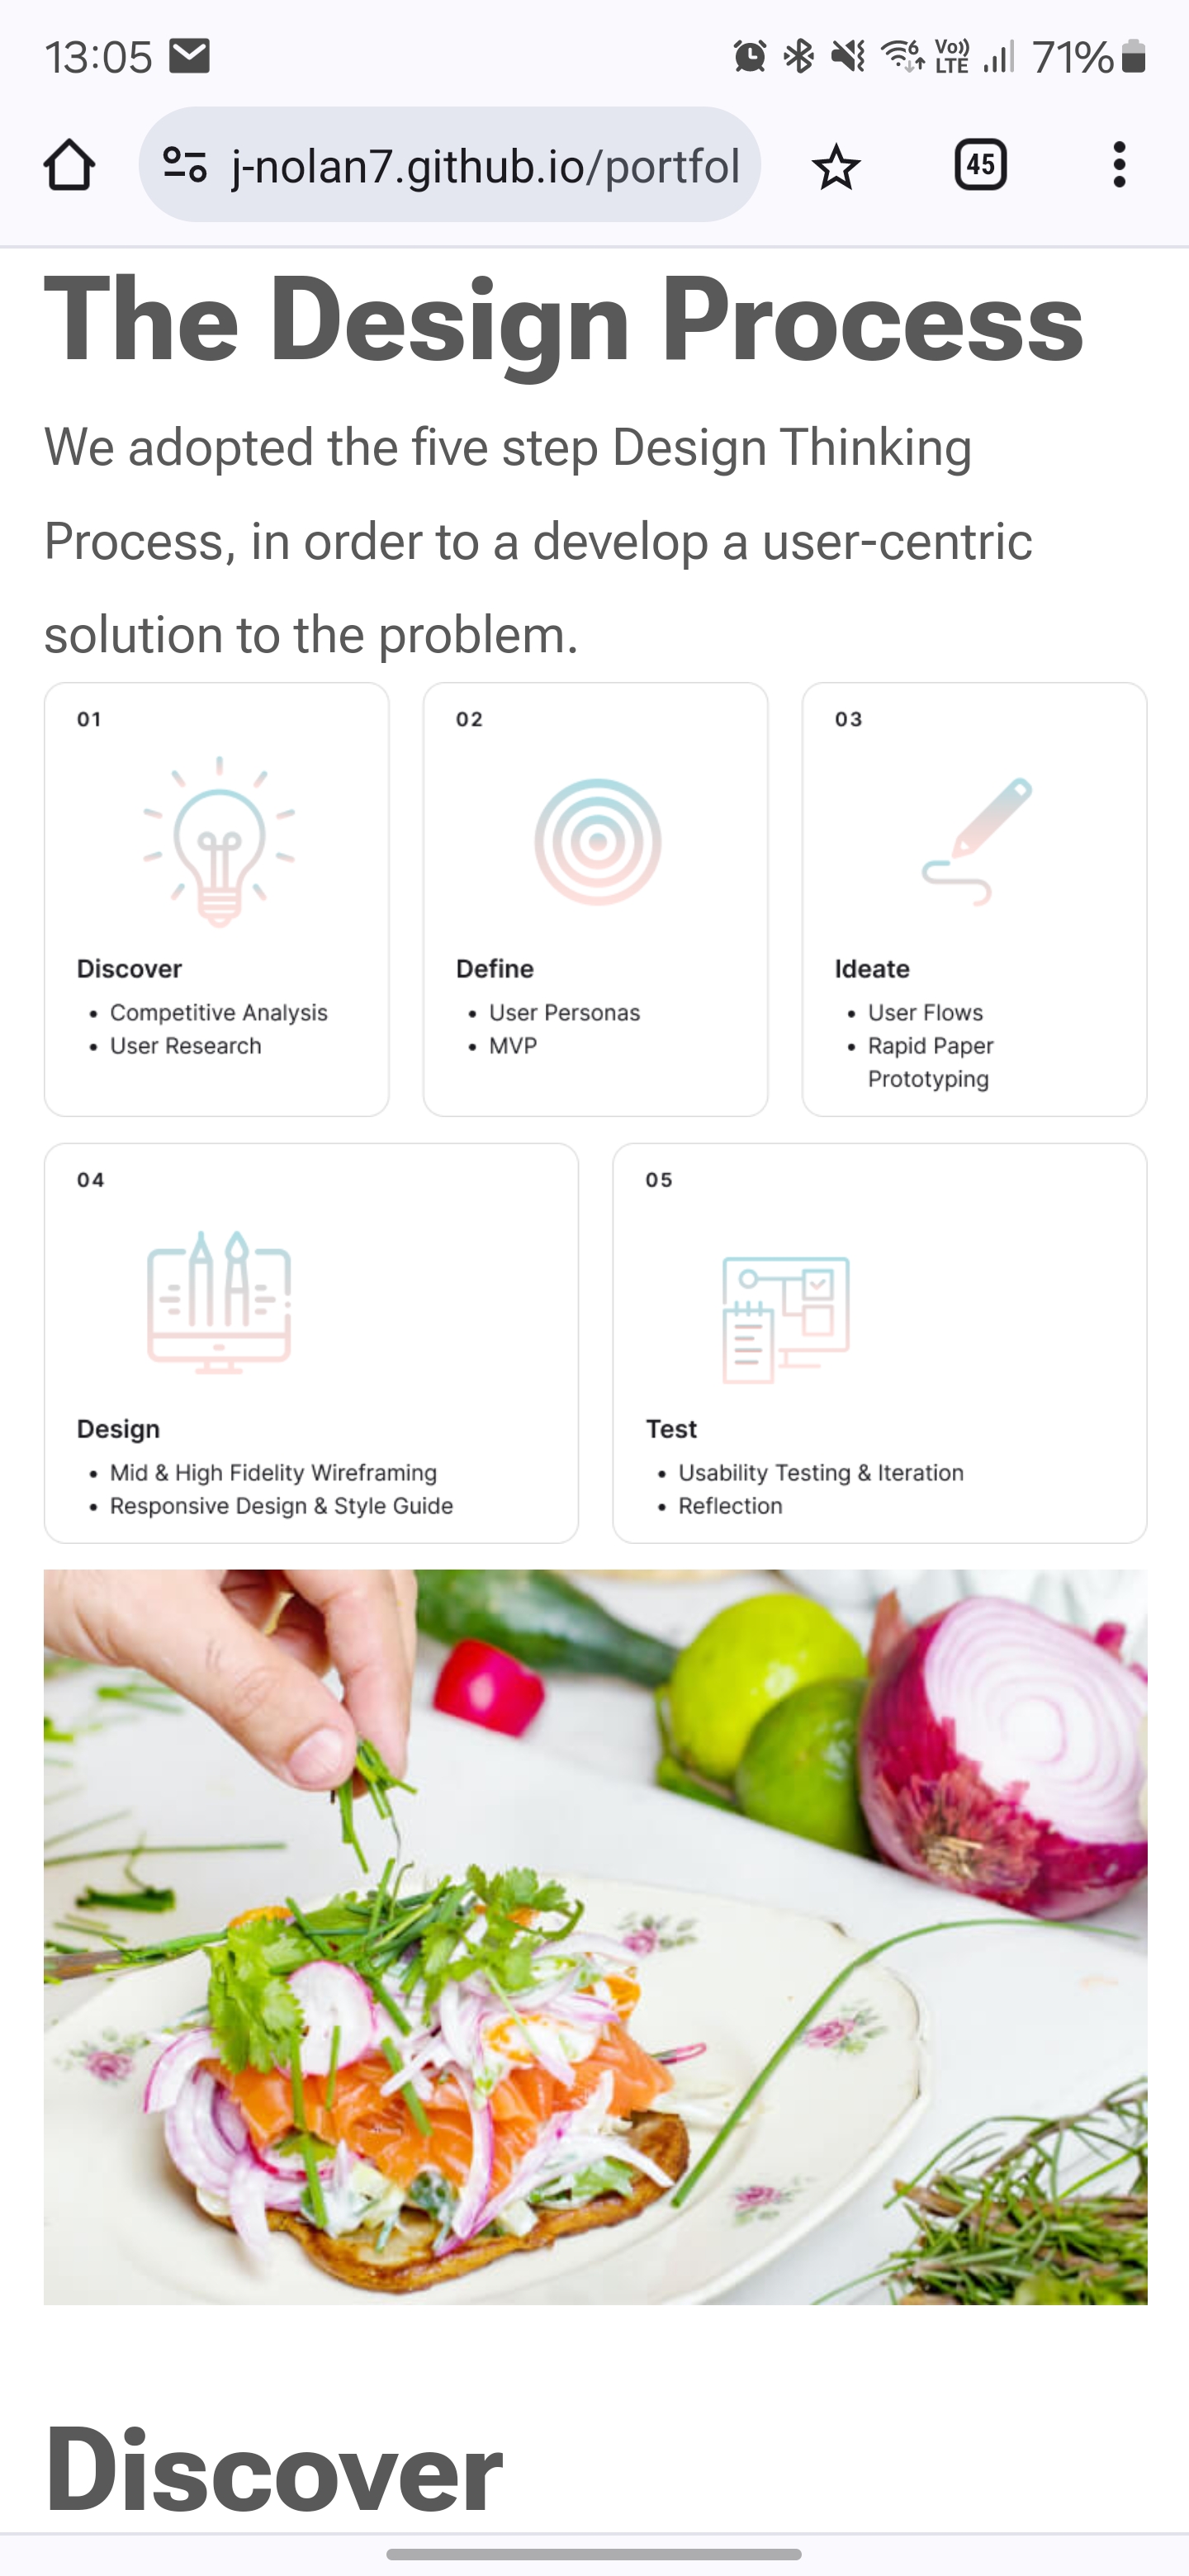 13:05
Vo))
LTE
71%
j-nolan7.github.io/portfol
45
The Design Process
We adopted the five step Design Thinking
Process, in order to a develop a user-centric
solution to the problem.
01
Discover
• Competitive Analysis
• User Research
02
Define
• User Personas
• MVP
03
Ideate
• User Flows
• Rapid Paper
Prototyping
04
Design
• Mid & High Fidelity Wireframing
• Responsive Design & Style Guide
05
Test
• Usability Testing & Iteration
• Reflection
Discover